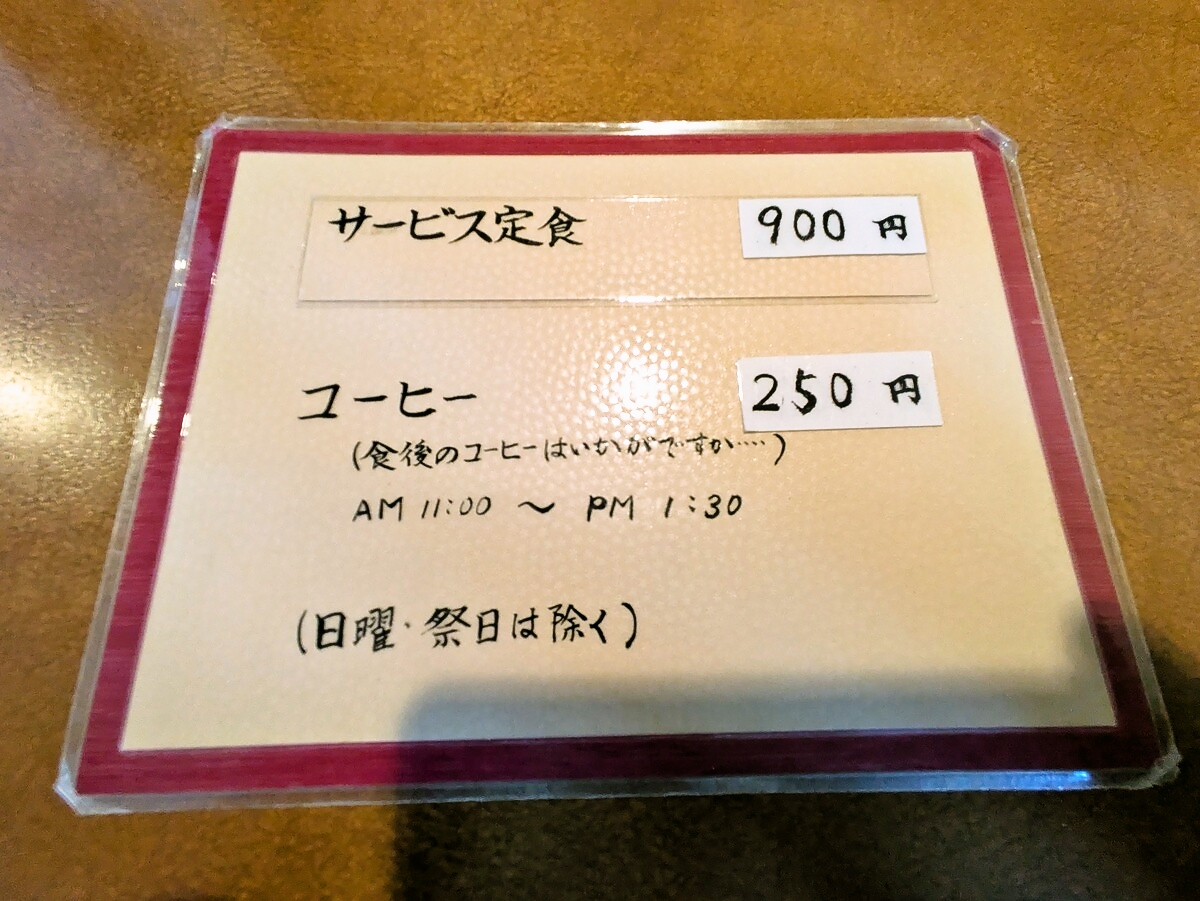 サービス定食 900 円
コーヒー 250 円
(食後のコーヒーはいかがですか‥‥)
AM 11:00 〜 PM 1:30
(日曜・祭日は除く)